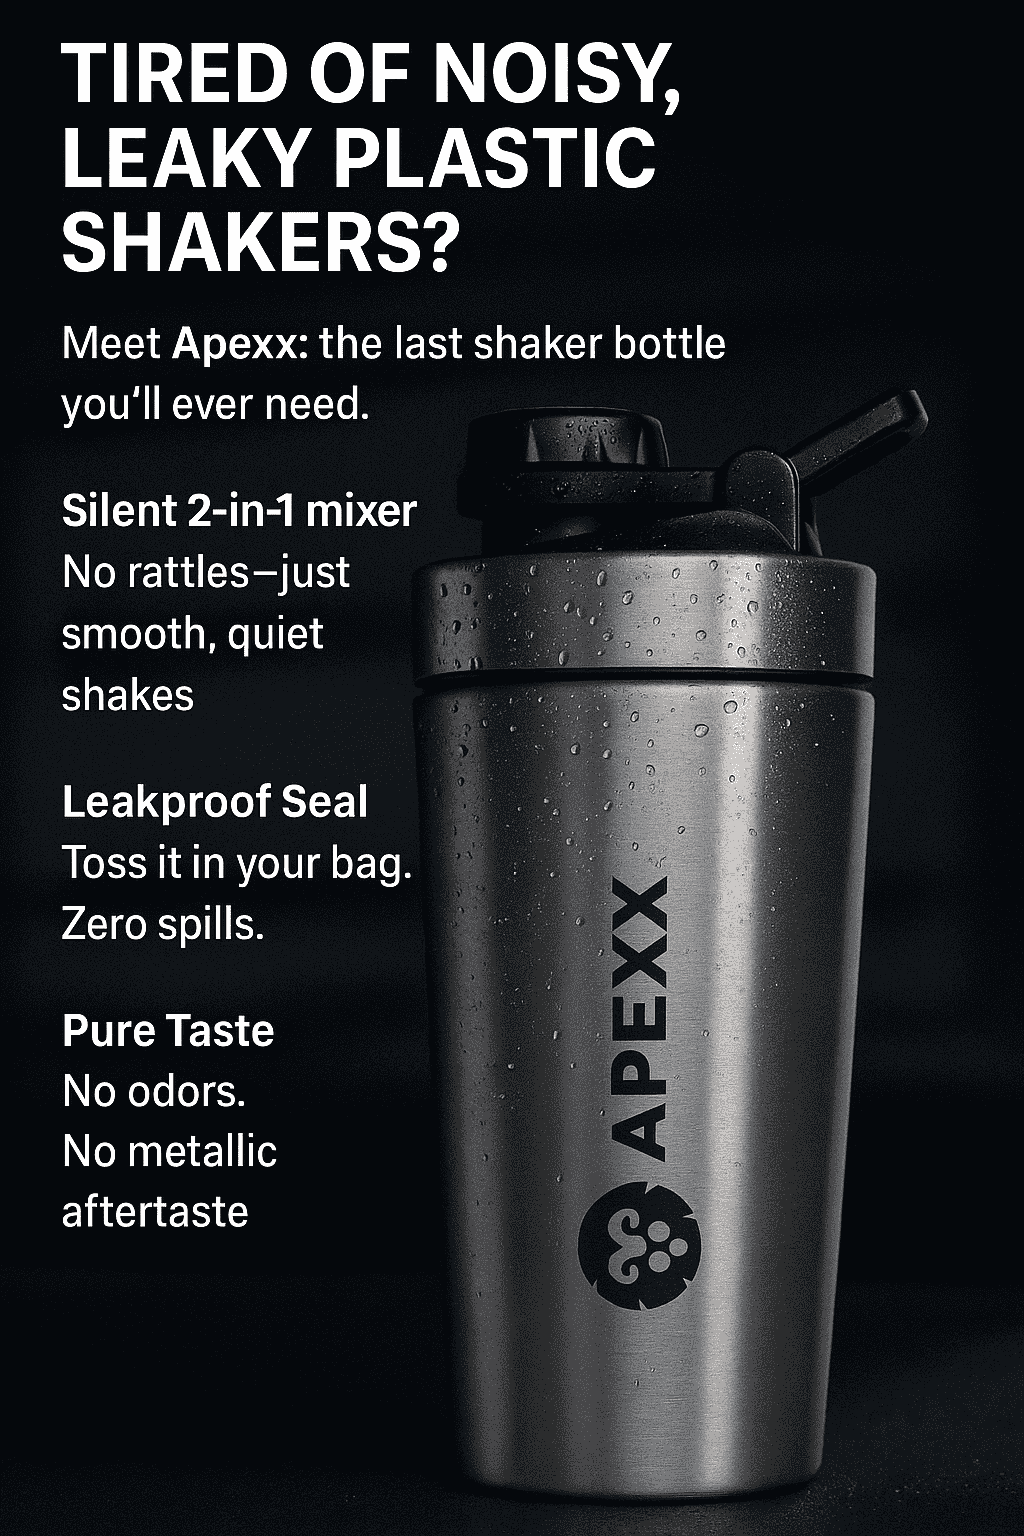 TIRED OF NOISY,
LEAKY PLASTIC
SHAKERS?
Meet Apexx: the last shaker bottle
you‘ll ever need.
Silent 2-in-1 mixer
No rattles–just
smooth, quiet
shakes
Leakproof Seal
Toss it in your bag.
Zero spills.
Pure Taste
No odors.
No metallic
aftertaste
APEXX